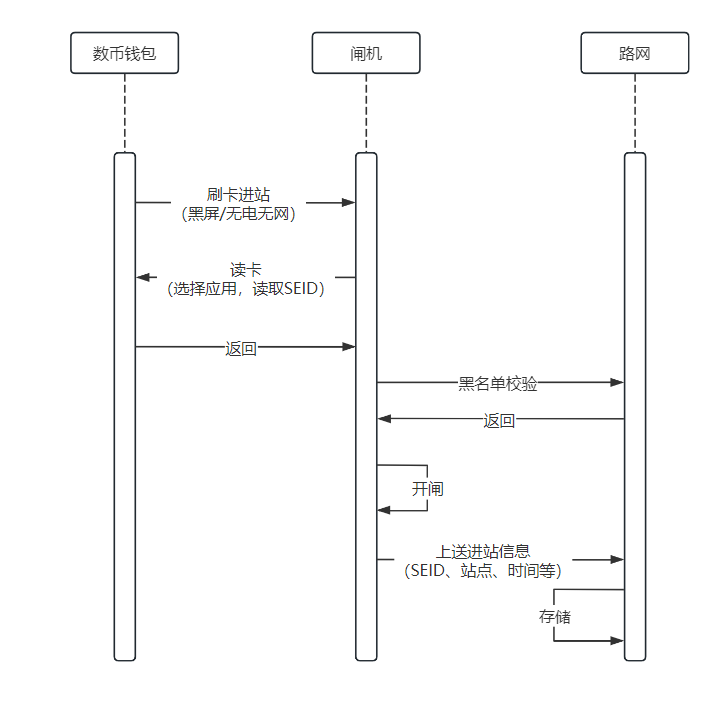 数币钱包
闸机
路网
刷卡进站
（黑屏/无电无网）
读卡
（选择应用，读取SEID）
返回
黑名单校验
返回
开闸
上送进站信息
（SEID、站点、时间等）
存储